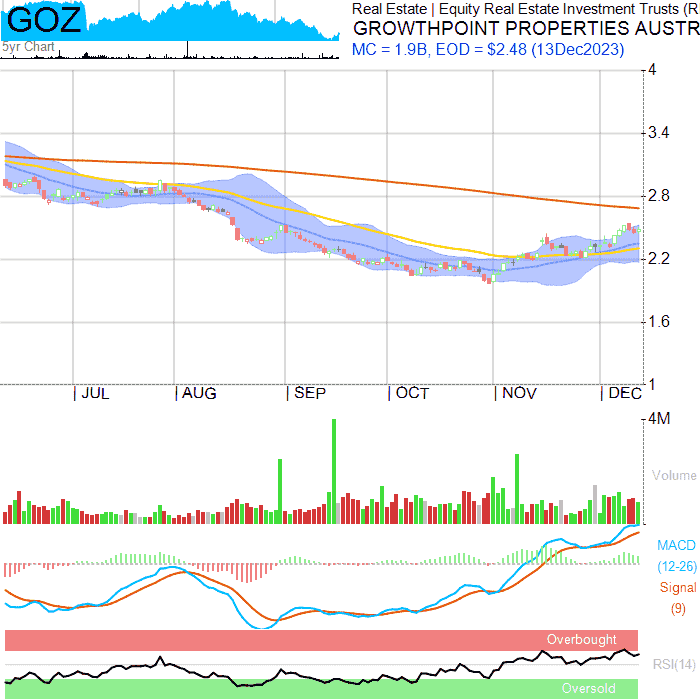 GOZ
5yr Chart
Real Estate | Equity Real Estate Investment Trusts (R
GROWTHPOINT PROPERTIES AUSTR
MC = 1.9B, EOD = $2.48 (13Dec2023)
4
3.4
2.8
2.2
1.6
1
| JUL | AUG | SEP | OCT | NOV | DEC
4M
Volume
MACD
(12-26)
Signal
(9)
Overbought
RSI(14)
Oversold